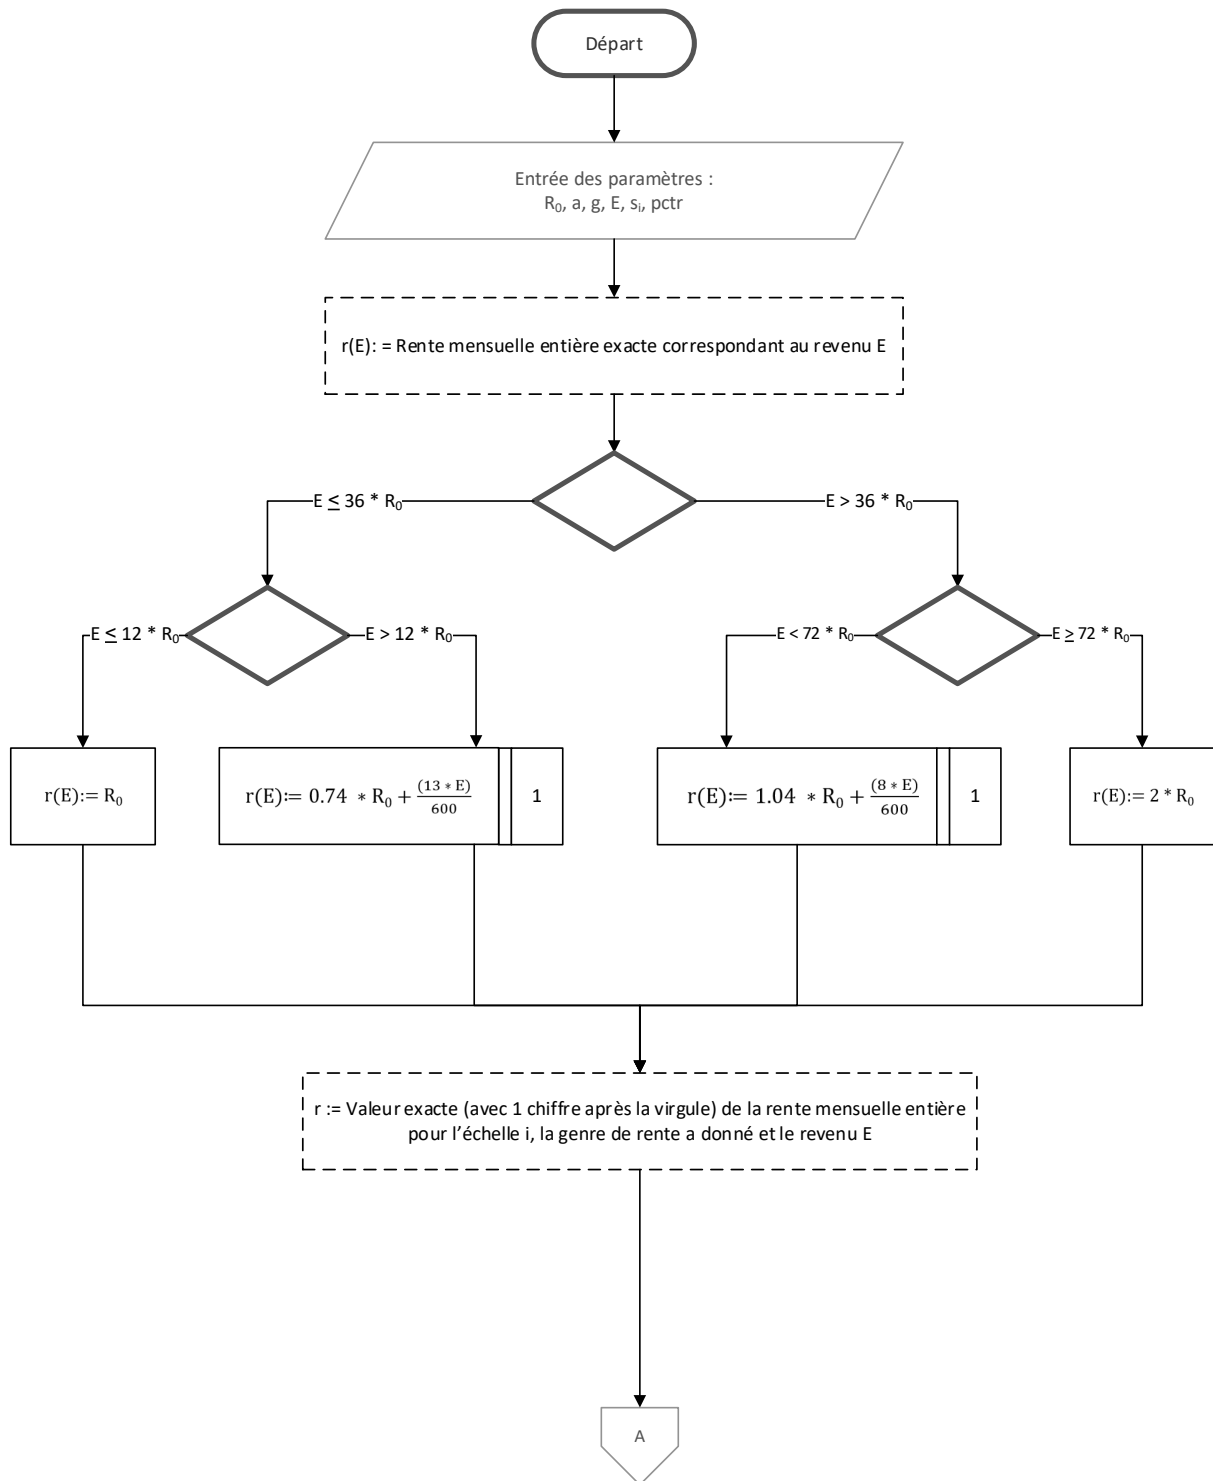 Départ
Entrée des paramètres :
R₀, a, g, E, sᵢ, pctr
r(E): = Rente mensuelle entière exacte correspondant au revenu E
E ≤ 36 * R₀
E > 36 * R₀
E ≤ 12 * R₀
E > 12 * R₀
E < 72 * R₀
E ≥ 72 * R₀
r(E):= R₀
r(E):= 0.74 * R₀ + (13 * E)/600
1
r(E):= 1.04 * R₀ + (8 * E)/600
1
r(E):= 2 * R₀
r := Valeur exacte (avec 1 chiffre après la virgule) de la rente mensuelle entière
pour l'échelle i, la genre de rente a donné et le revenu E
A